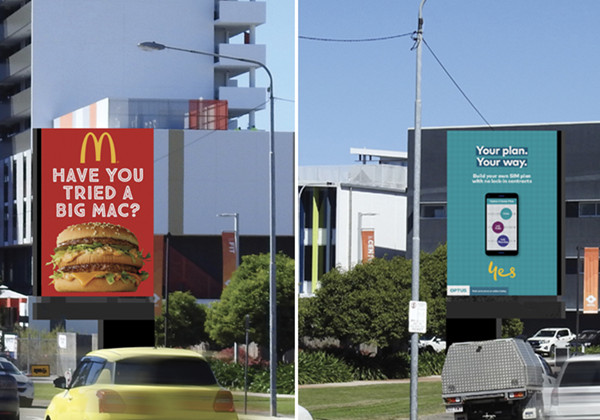 HAVE YOU
TRIED A
BIG MAC?
Your plan.
Your way.
Build your own SIM plan
with no lock in contracts
Yes
OPTUS